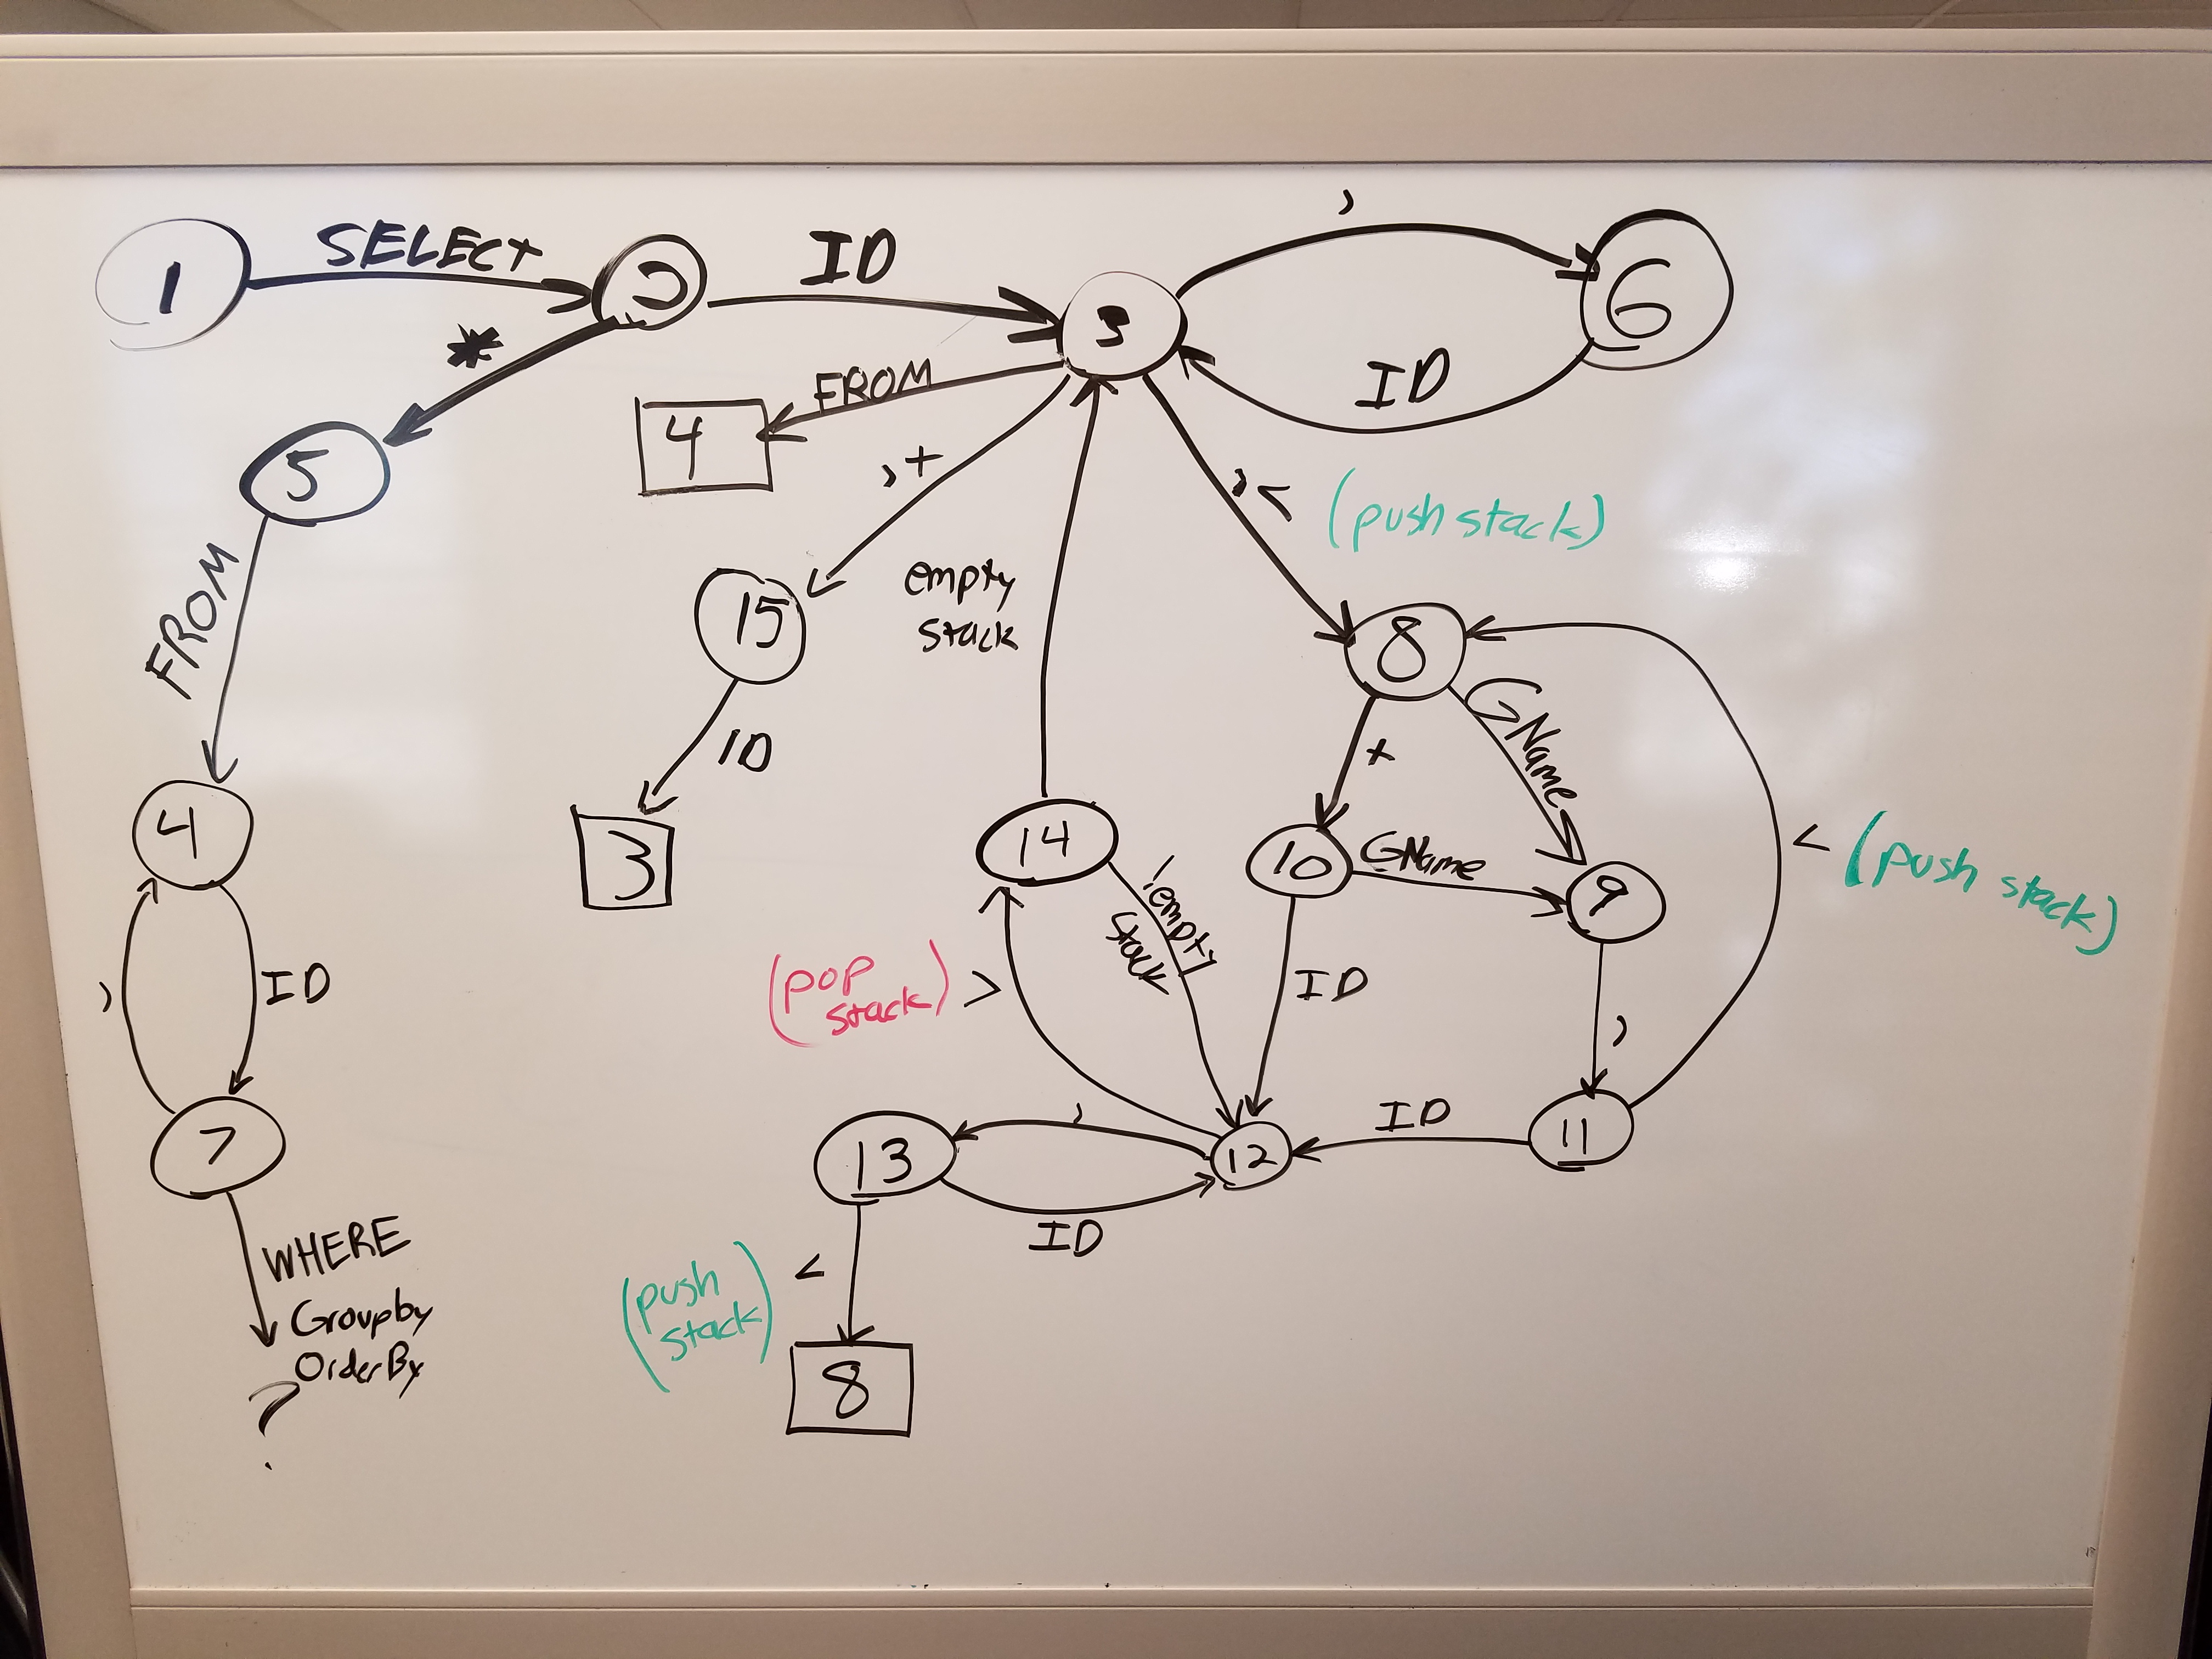 1
SELECT
2
ID
3
,
6
ID
*
FROM
4
5
,+
,< (push stack)
FROM
15
empty
stack
8
ID
+
GName
4
3
14
10
GName
9
< (push stack)
!empty
stack
(pop
stack)
>
ID
,
,
ID
7
13
,
12
ID
11
ID
WHERE
Groupby
OrderBy
?
(push
stack)
<
8